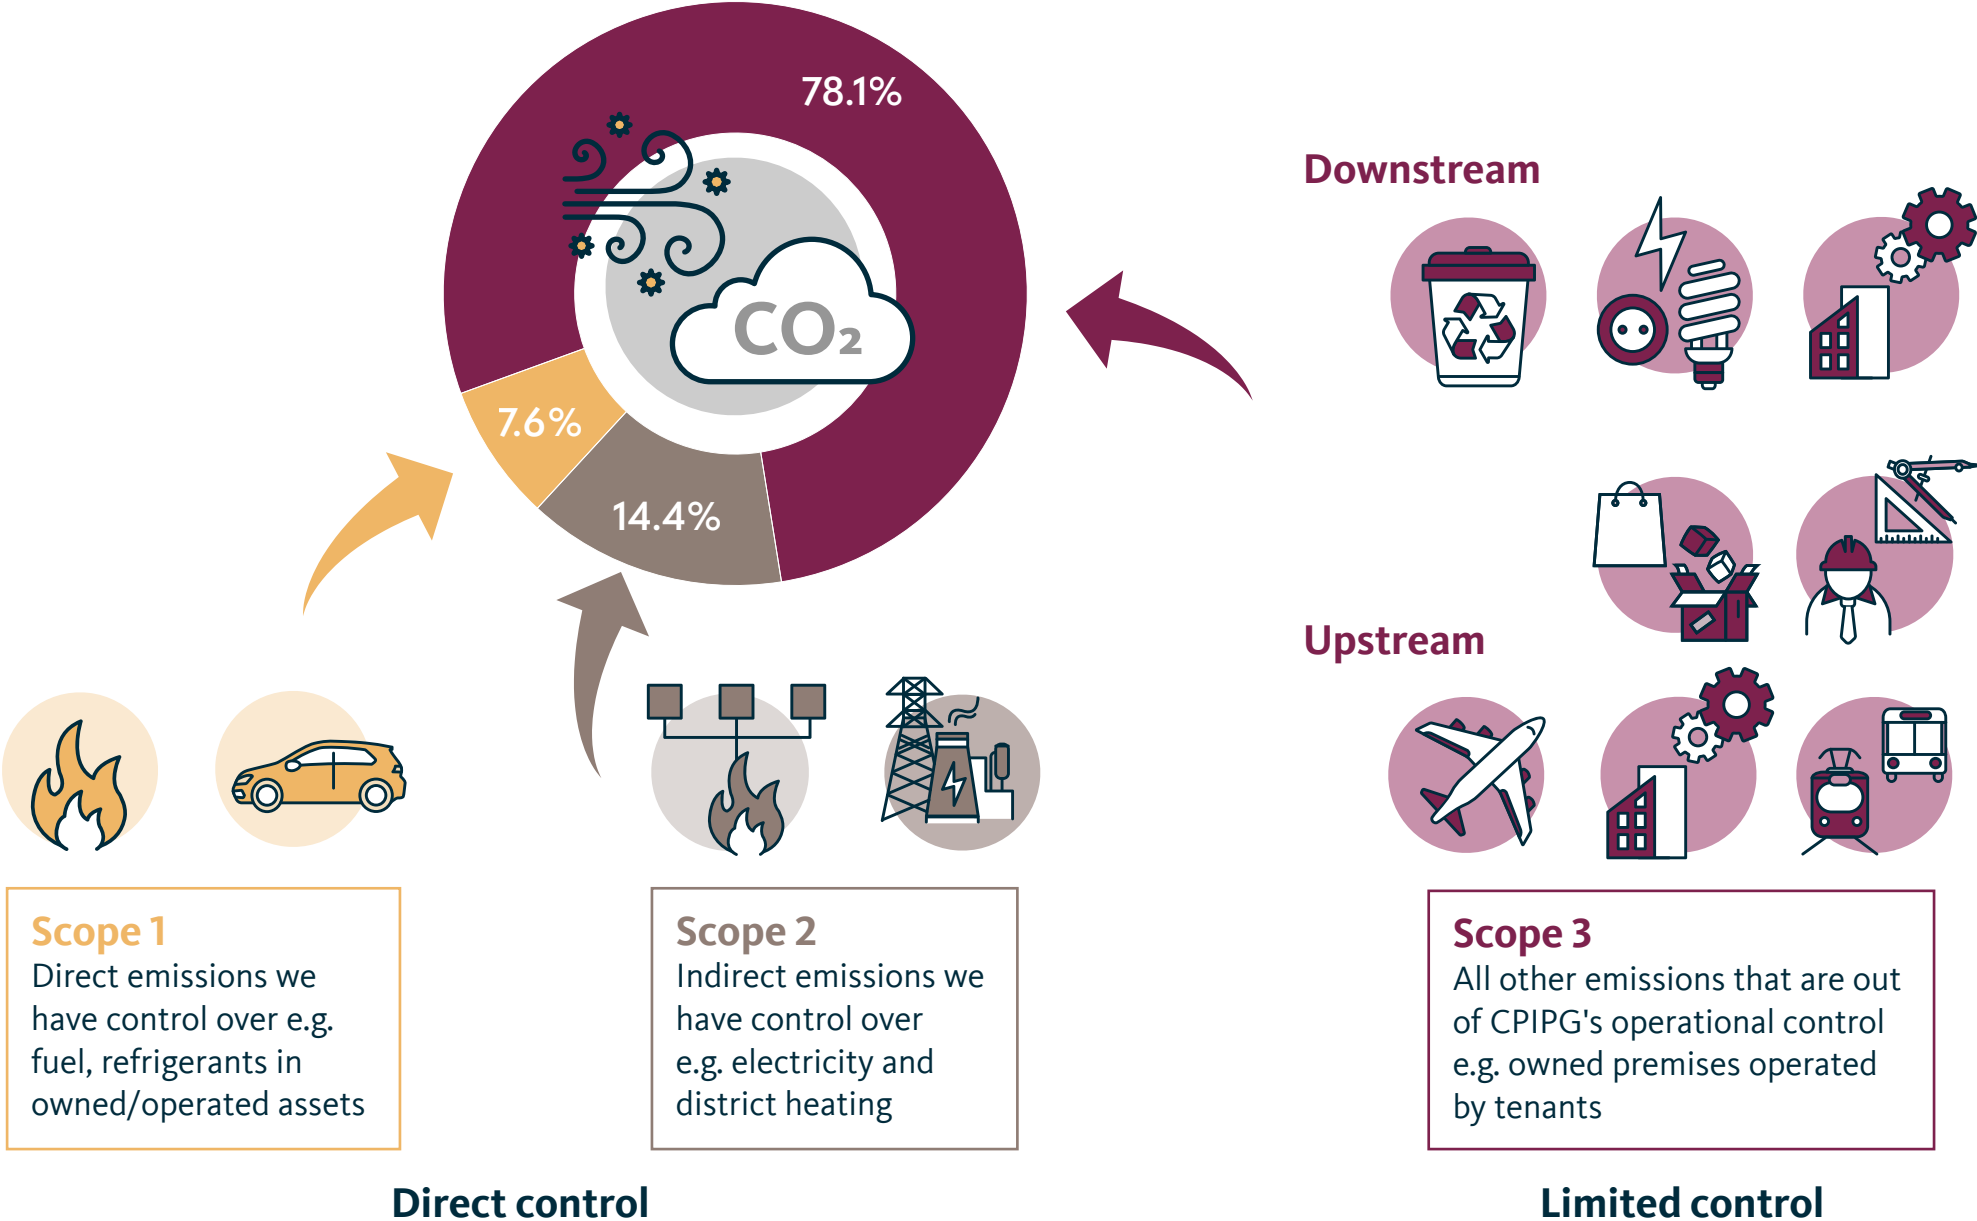 78.1%
7.6%
14.4%
CO₂
Downstream
Upstream
Scope 1
Direct emissions we
have control over e.g.
fuel, refrigerants in
owned/operated assets
Scope 2
Indirect emissions we
have control over
e.g. electricity and
district heating
Scope 3
All other emissions that are out
of CPIPG's operational control
e.g. owned premises operated
by tenants
Direct control
Limited control